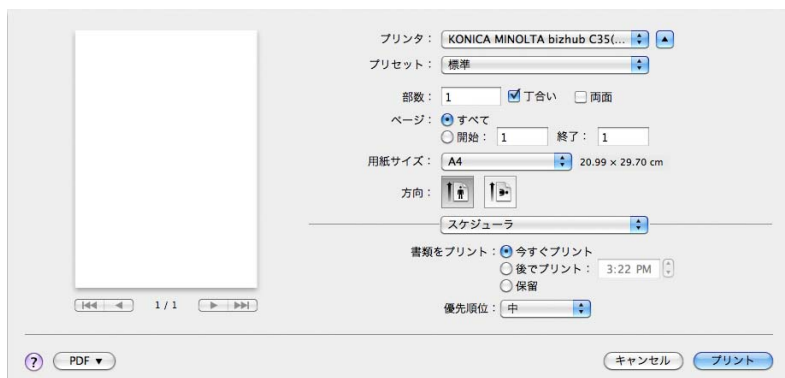 プリンタ： KONICA MINOLTA bizhub C35(...
プリセット： 標準
部数： 1 丁合い 両面
ページ： すべて
開始： 1 終了： 1
用紙サイズ： A4 20.99 × 29.70 cm
方向：
スケジューラ
書類をプリント： 今すぐプリント
後でプリント： 3:22 PM
保留
優先順位： 中
1 / 1
? PDF ▼ キャンセル プリント